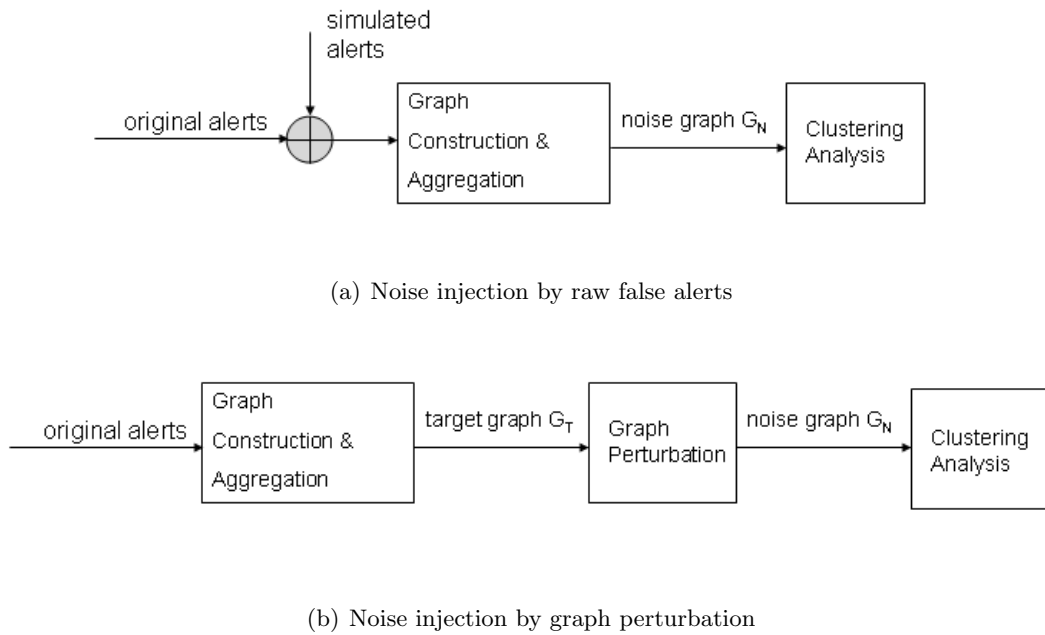 simulated
alerts
original alerts
Graph
Construction &
Aggregation
noise graph G_N
Clustering
Analysis
(a) Noise injection by raw false alerts
original alerts
Graph
Construction &
Aggregation
target graph G_T
Graph
Perturbation
noise graph G_N
Clustering
Analysis
(b) Noise injection by graph perturbation